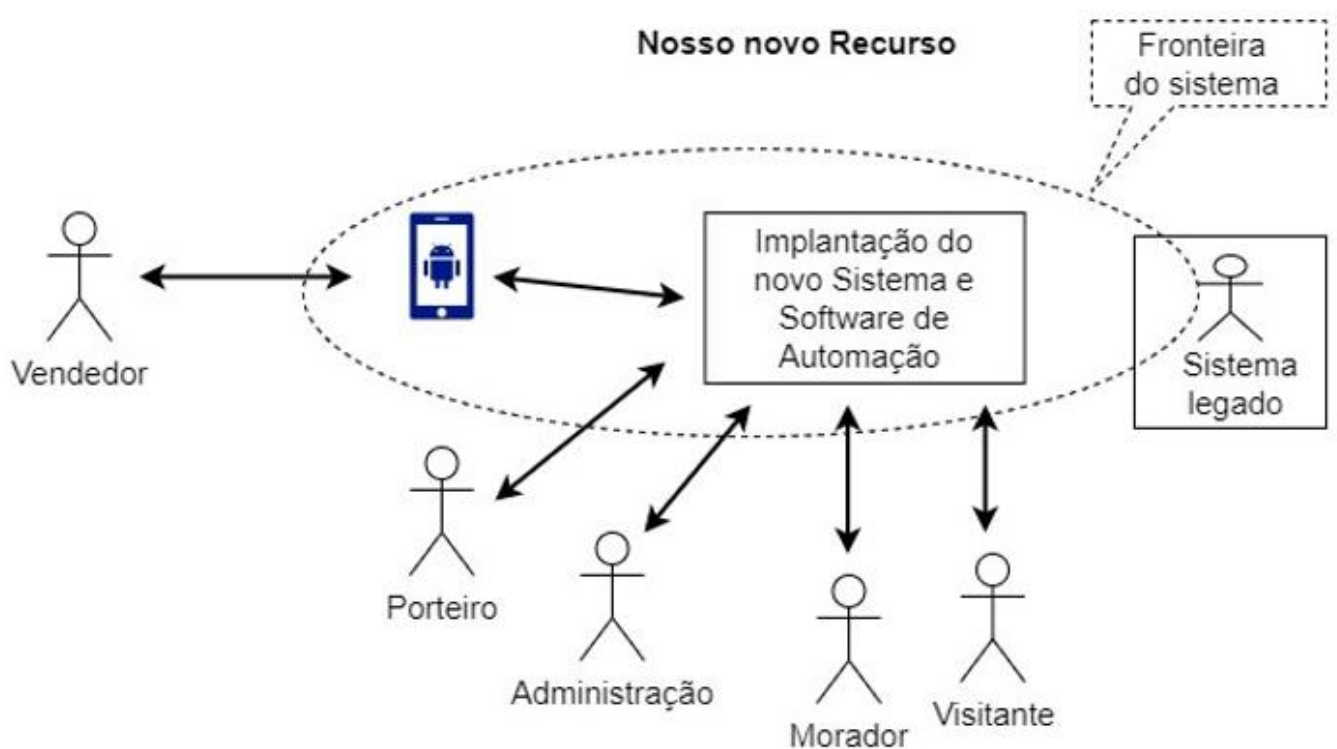 Nosso novo Recurso
Fronteira
do sistema
Implantação do
novo Sistema e
Software de
Automação
Vendedor
Sistema
legado
Porteiro
Administração
Morador
Visitante